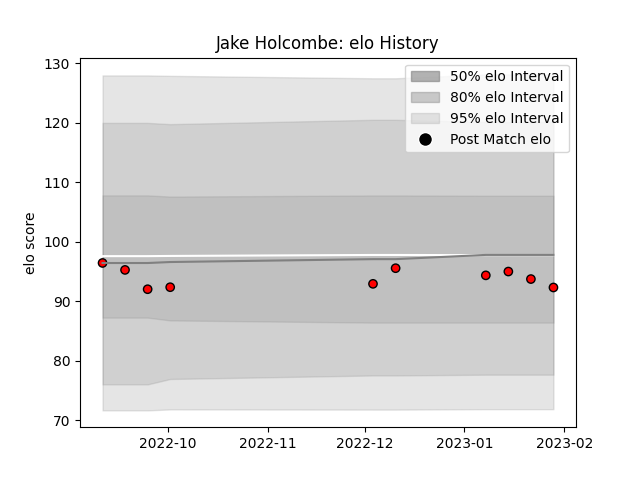 Jake Holcombe: elo History
130
120
110
100
90
80
70
elo score
50% elo Interval
80% elo Interval
95% elo Interval
Post Match elo
2022-10
2022-11
2022-12
2023-01
2023-02